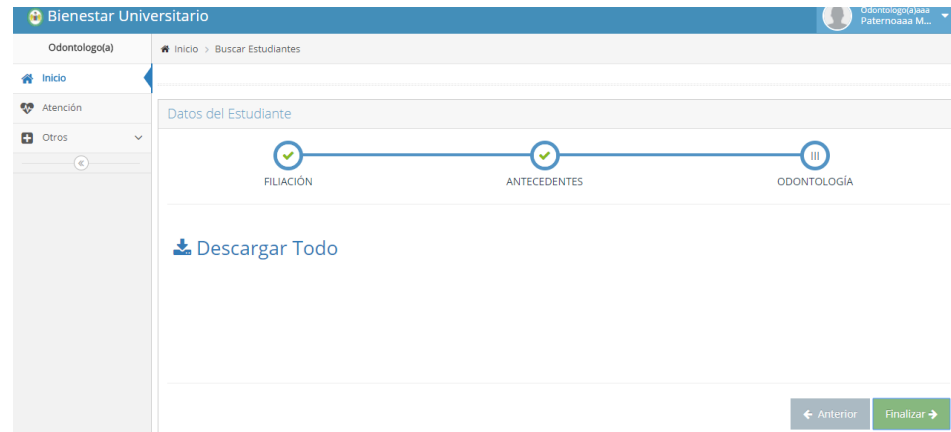 Bienestar Universitario
Odontologo(a)aaa
Paternoaaa M...
Odontologo(a)
Inicio > Buscar Estudiantes
Inicio
Atención
Otros
Datos del Estudiante
III
FILIACIÓN
ANTECEDENTES
ODONTOLOGÍA
Descargar Todo
Anterior
Finalizar